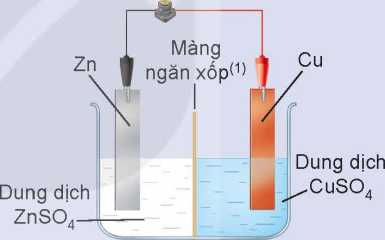 Zn
Màng
ngăn xốp(1)
Cu
Dung dịch
ZnSO4
Dung dịch
CuSO4